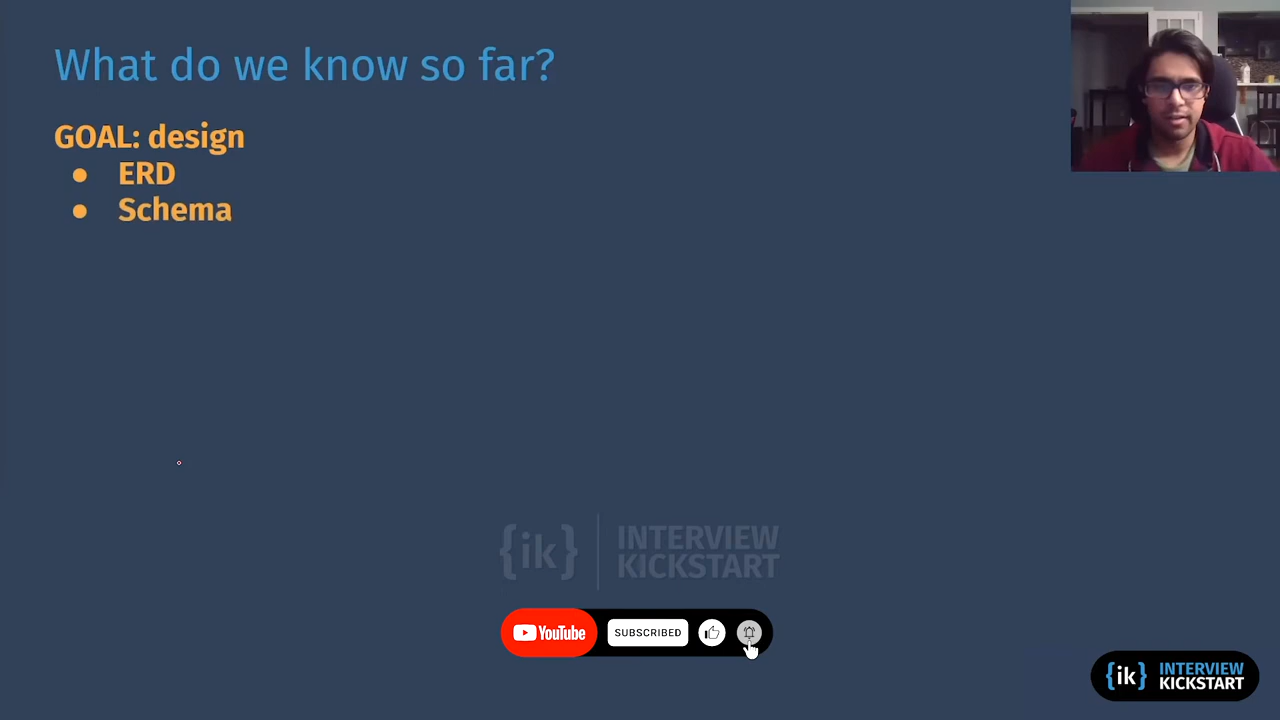 What do we know so far?
GOAL: design
● ERD
● Schema
{ik} INTERVIEW
KICKSTART
YouTube SUBSCRIBED
{ik} INTERVIEW
KICKSTART